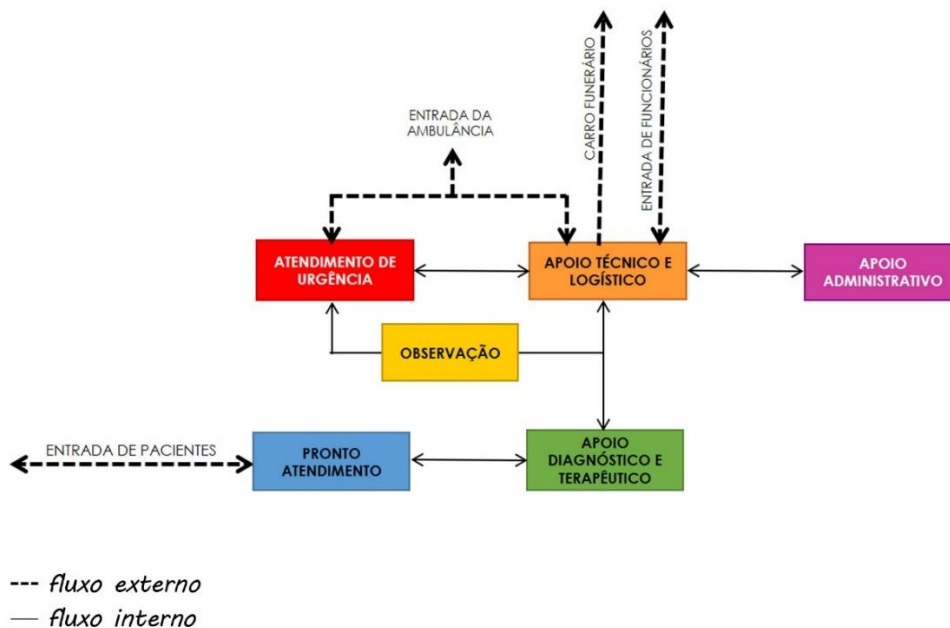 CARRO FUNERÁRIO
ENTRADA DE FUNCIONÁRIOS
ENTRADA DA
AMBULÂNCIA
ATENDIMENTO DE
URGÊNCIA
APOIO TÉCNICO E
LOGÍSTICO
APOIO
ADMINISTRATIVO
OBSERVAÇÃO
ENTRADA DE PACIENTES
PRONTO
ATENDIMENTO
APOIO
DIAGNÓSTICO E
TERAPÊUTICO
fluxo externo
fluxo interno